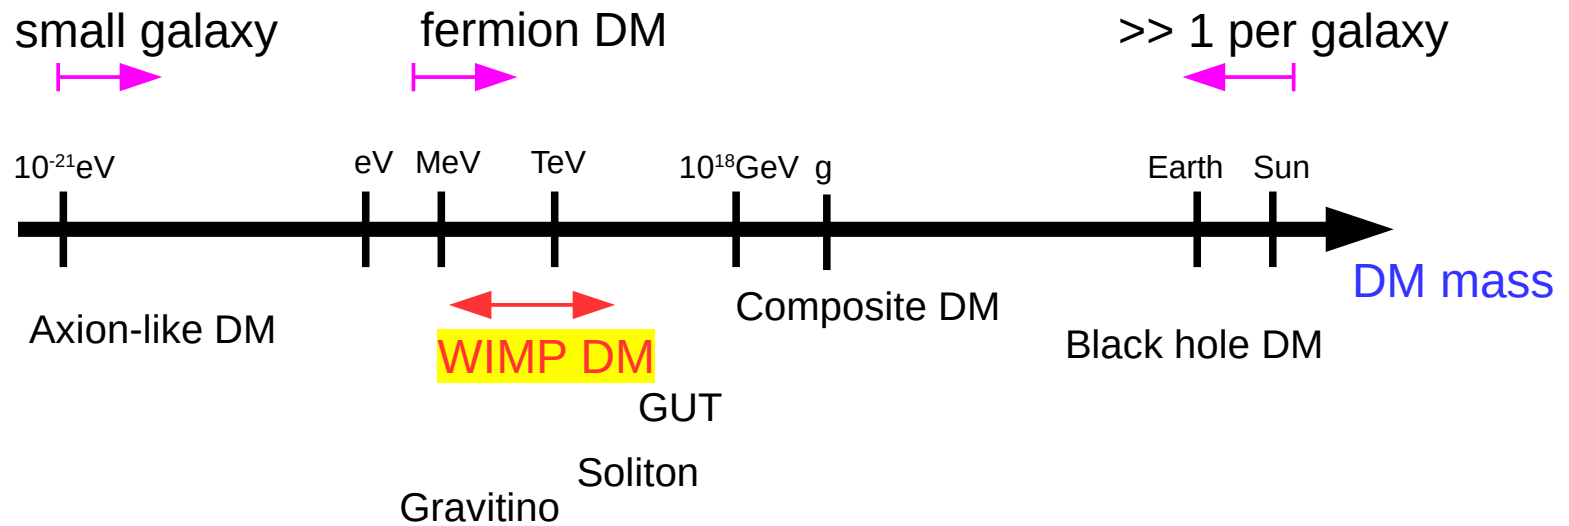 small galaxy
fermion DM
>> 1 per galaxy
10⁻²¹eV
eV
MeV
TeV
10¹⁸GeV
g
Earth
Sun
DM mass
Axion-like DM
WIMP DM
Composite DM
Black hole DM
GUT
Soliton
Gravitino